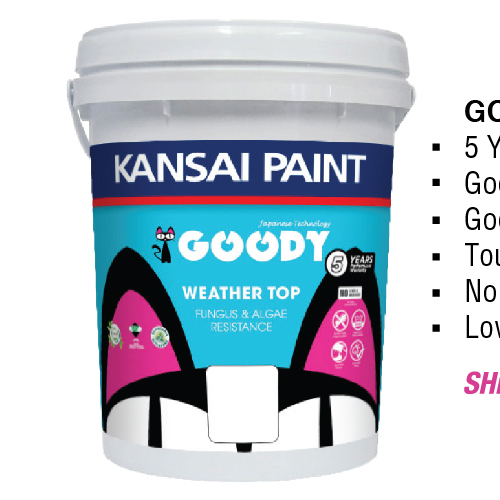 KANSAI PAINT
Japanese Technology
GOODY
5 YEARS
WEATHER TOP
FUNGUS & ALGAE
RESISTANCE
GO
▪ 5 Y
▪ Goo
▪ Goo
▪ Tou
▪ No
▪ Lov
SHI